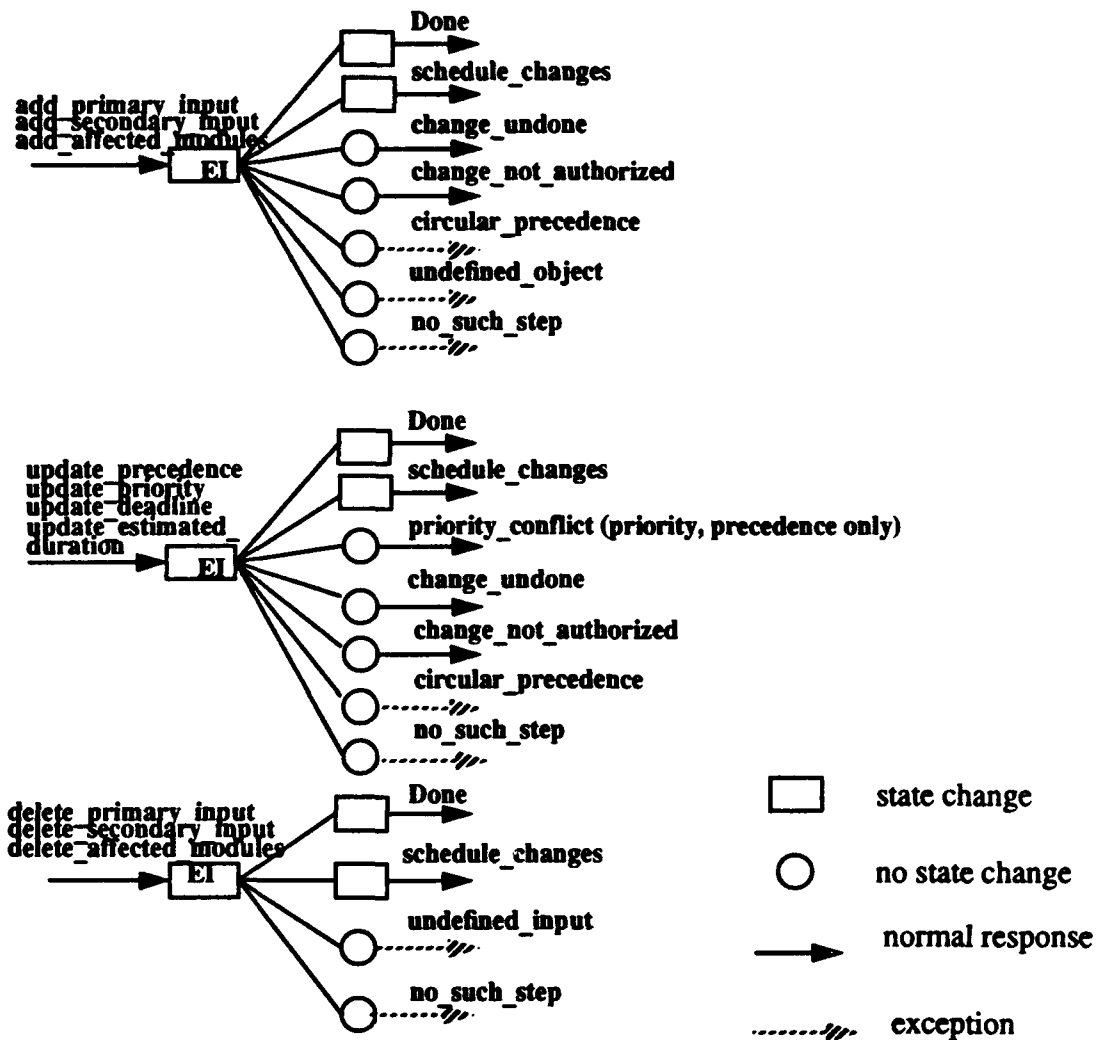 Done
schedule_changes
add_primary_input
add_secondary_input
add_affected_modules
EI
change_undone
change_not_authorized
circular_precedence
undefined_object
no_such_step
Done
schedule_changes
update_precedence
update_priority
update_deadline
update_estimated_
duration
EI
priority_conflict (priority, precedence only)
change_undone
change_not_authorized
circular_precedence
no_such_step
Done
delete_primary_input
delete_secondary_input
delete_affected_modules
EI
schedule_changes
undefined_input
no_such_step
state change
no state change
normal response
exception